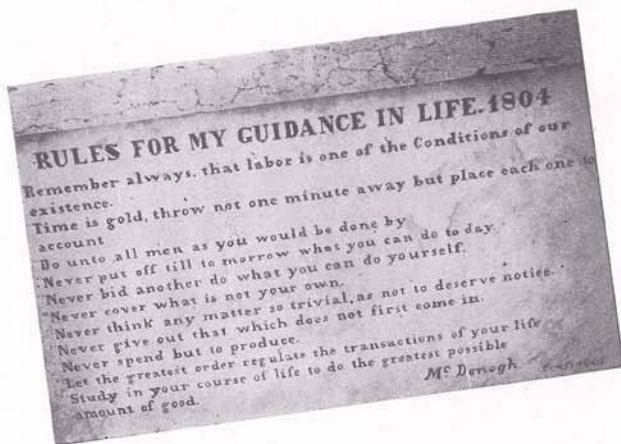 RULES FOR MY GUIDANCE IN LIFE.1804
Remember always, that labor is one of the Conditions of our
existence.
Time is gold, throw not one minute away but place each one to
account
Do unto all men as you would be done by
Never put off till to morrow what you can do to day.
Never bid another do what you can do yourself.
"Never cover what is not your own.
Never think any matter so trivial, as not to deserve notice.
Never give out that which does not first come in.
Never spend but to produce.
Let the greatest order regulate the transactions of your life
Study in your course of life to do the greatest possible
amount of good.
Mc Donogh